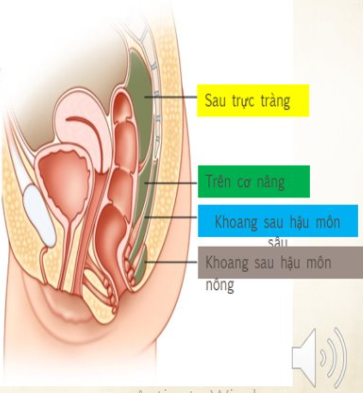 Sau trực tràng
Trên cơ nâng
Khoang sau hậu môn
sâu
Khoang sau hậu môn
nông